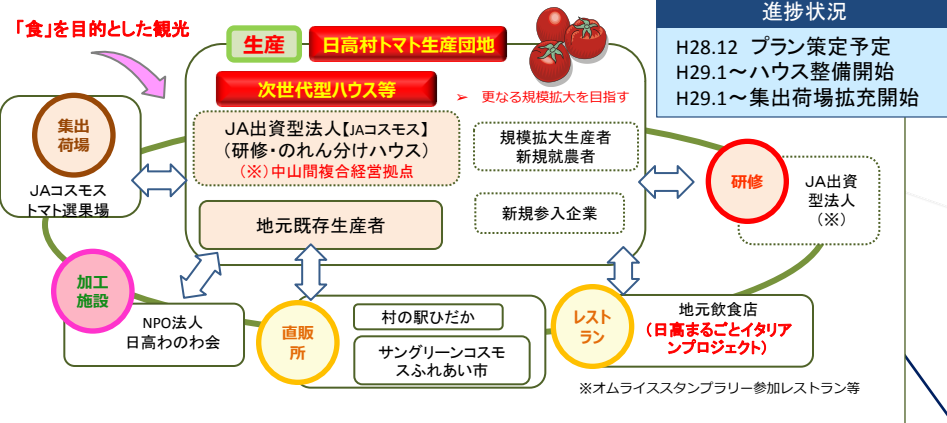 「食」を目的とした観光
生産
日高村トマト生産団地
進捗状況
H28.12 プラン策定予定
H29.1～ハウス整備開始
H29.1～集出荷場拡充開始
次世代型ハウス等
➢ 更なる規模拡大を目指す
集出
荷場
JAコスモス
トマト選果場
JA出資型法人【JAコスモス】
（研修・のれん分けハウス）
（※）中山間複合経営拠点
規模拡大生産者
新規就農者
地元既存生産者
新規参入企業
研修
JA出資
型法人
（※）
加工
施設
NPO法人
日高わのわ会
直販
所
村の駅ひだか
サングリーンコスモ
スふれあい市
レスト
ラン
地元飲食店
（日高まるごとイタリア
ンプロジェクト）
※オムライススタンプラリー参加レストラン等